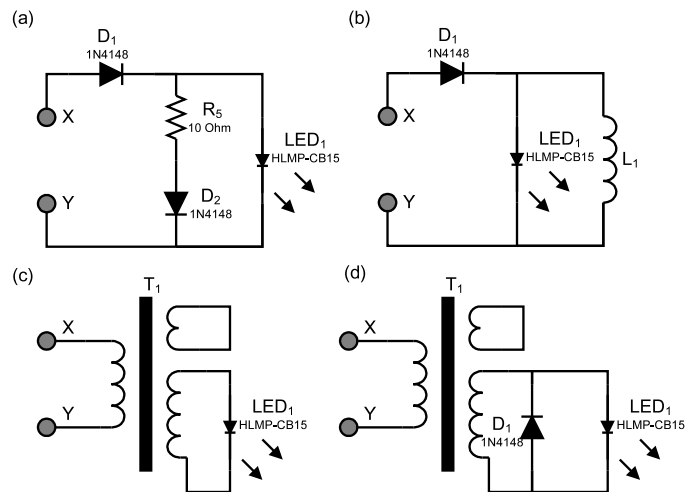 (a)
D1
1N4148
X
R5
10 Ohm
LED1
HLMP-CB15
Y
D2
1N4148
(b)
D1
1N4148
X
LED1
HLMP-CB15
L1
Y
(c)
T1
X
Y
LED1
HLMP-CB15
(d)
T1
X
Y
D1
1N4148
LED1
HLMP-CB15